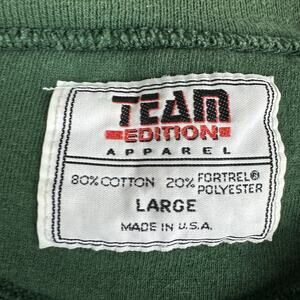 TEAM
EDITION
APPAREL
80% COTTON 20% FORTREL® POLYESTER
LARGE
MADE IN U.S.A.